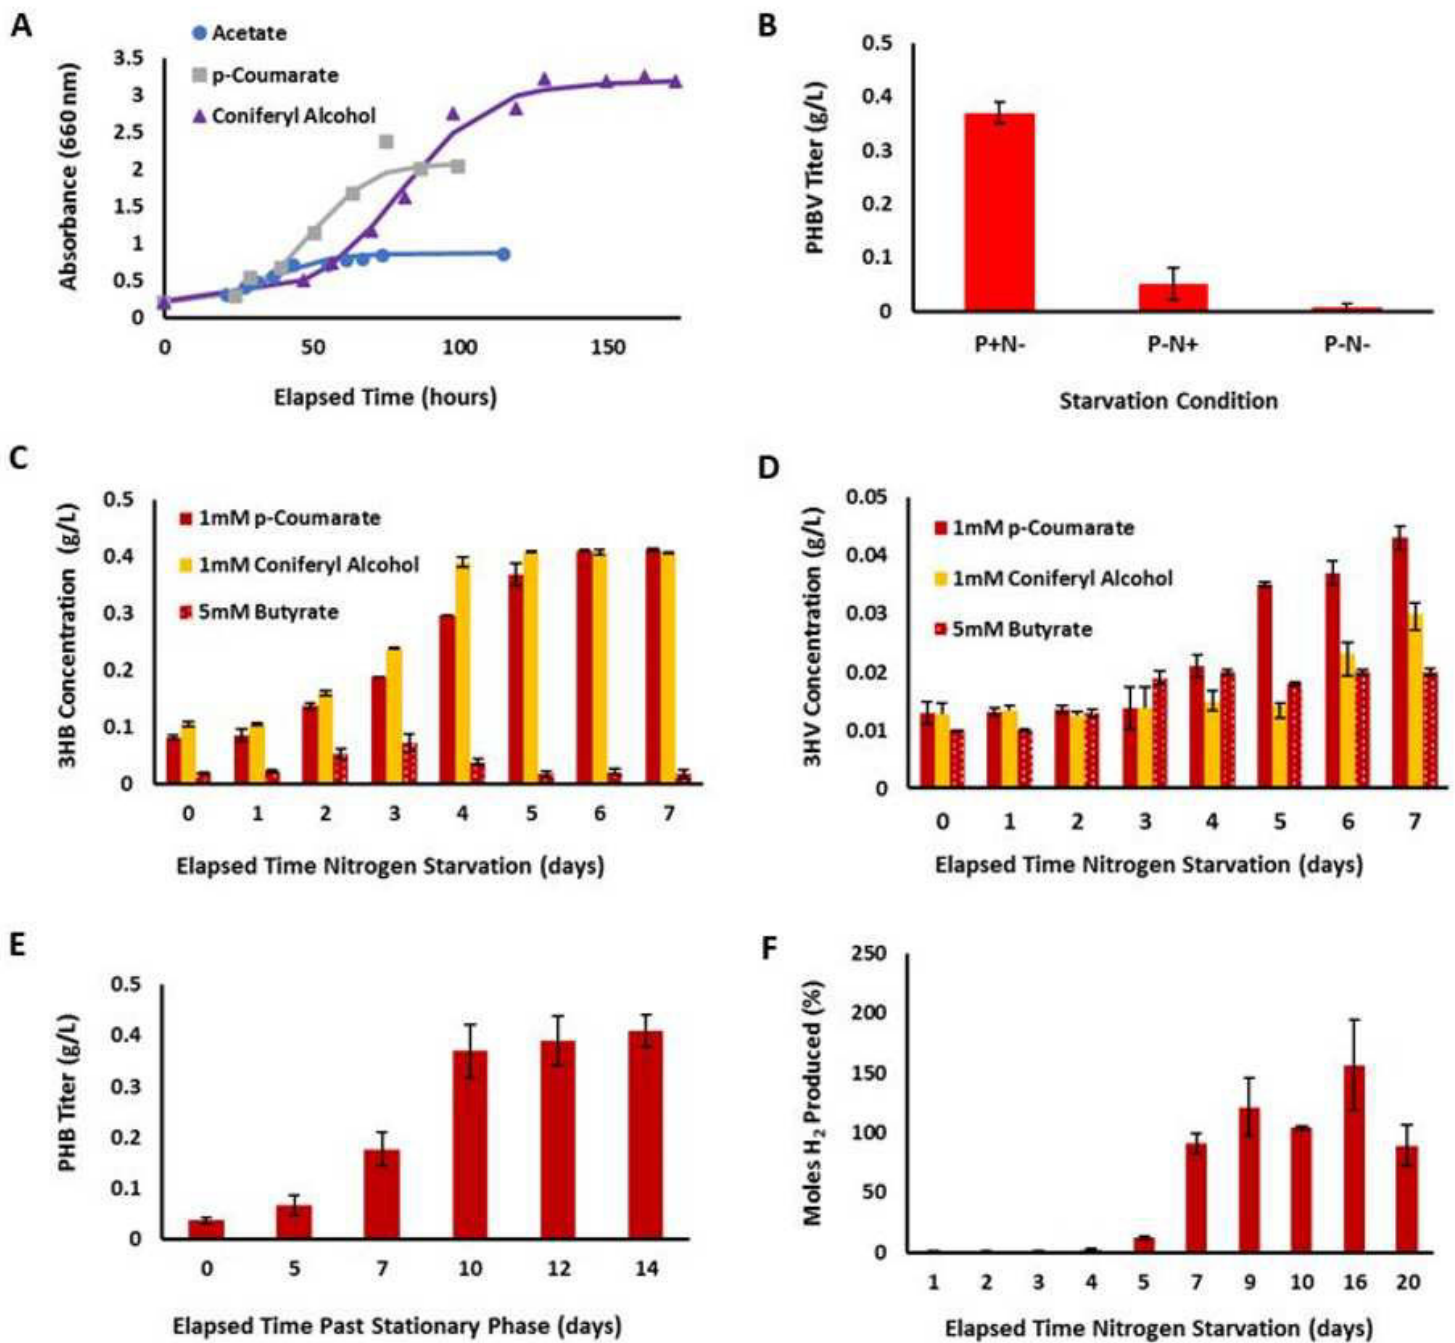 A
Acetate
p-Coumarate
Coniferyl Alcohol
Absorbance (660 nm)
3.5
3
2.5
2
1.5
1
0.5
0
0 50 100 150
Elapsed Time (hours)
B
PHBV Titer (g/L)
0.5
0.4
0.3
0.2
0.1
0
P+N- P-N+ P-N-
Starvation Condition
C
1mM p-Coumarate
1mM Coniferyl Alcohol
5mM Butyrate
3HB Concentration (g/L)
0.5
0.4
0.3
0.2
0.1
0
0 1 2 3 4 5 6 7
Elapsed Time Nitrogen Starvation (days)
D
1mM p-Coumarate
1mM Coniferyl Alcohol
5mM Butyrate
3HV Concentration (g/L)
0.05
0.04
0.03
0.02
0.01
0
0 1 2 3 4 5 6 7
Elapsed Time Nitrogen Starvation (days)
E
PHB Titer (g/L)
0.5
0.4
0.3
0.2
0.1
0
0 5 7 10 12 14
Elapsed Time Past Stationary Phase (days)
F
Moles H₂ Produced (%)
250
200
150
100
50
0
1 2 3 4 5 7 9 10 16 20
Elapsed Time Nitrogen Starvation (days)